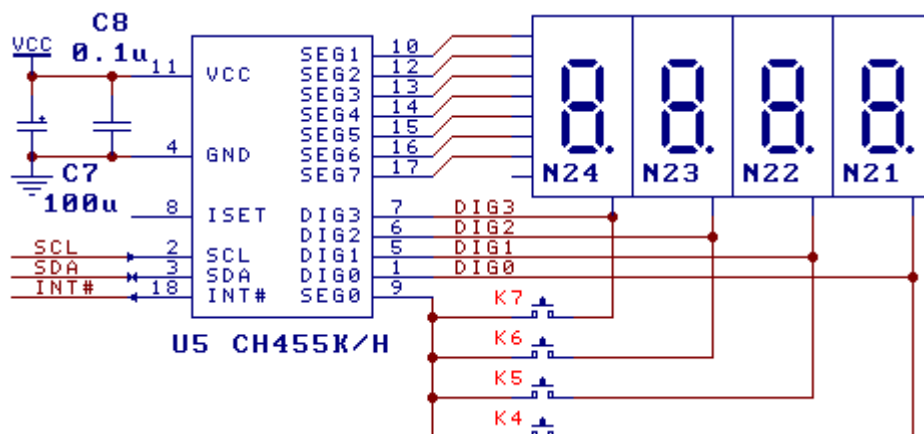 C8
VCC 0.1u
11 VCC SEG1 10
SEG2 12
SEG3 13
SEG4 14
SEG5 15
4 GND SEG6 16
C7 SEG7 17
100u
N24 N23 N22 N21
8 ISET DIG3 7 DIG3
DIG2 6 DIG2
SCL 2 SCL DIG1 5 DIG1
SDA 3 SDA DIG0 1 DIG0
INT# 18 INT# SEG0 9
K7
U5 CH455K/H
K6
K5
K4